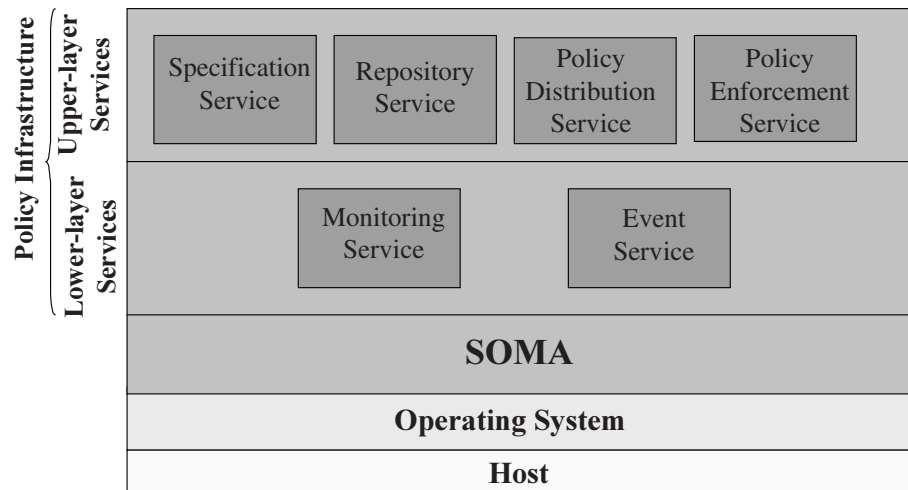 Policy Infrastructure
Upper-layer
Services
Specification
Service
Repository
Service
Policy
Distribution
Service
Policy
Enforcement
Service
Lower-layer
Services
Monitoring
Service
Event
Service
SOMA
Operating System
Host